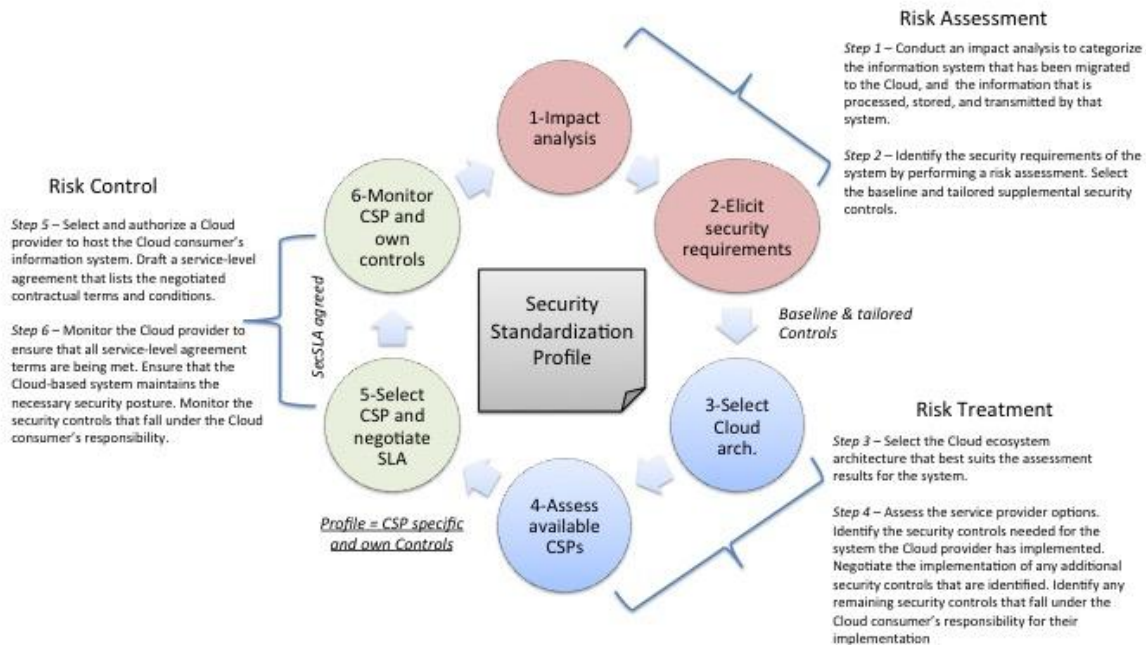 Risk Assessment
Step 1 – Conduct an impact analysis to categorize
the information system that has been migrated
to the Cloud, and the information that is
processed, stored, and transmitted by that
system.
Step 2 – Identify the security requirements of the
system by performing a risk assessment. Select
the baseline and tailored supplemental security
controls.
1-Impact
analysis
2-Elicit
security
requirements
Baseline & tailored
Controls
3-Select
Cloud
arch.
Risk Treatment
Step 3 – Select the Cloud ecosystem
architecture that best suits the assessment
results for the system.
Step 4 – Assess the service provider options.
Identify the security controls needed for the
system the Cloud provider has implemented.
Negotiate the implementation of any additional
security controls that are identified. Identify any
remaining security controls that fall under the
Cloud consumer's responsibility for their
implementation
4-Assess
available
CSPs
Profile = CSP specific
and own Controls
5-Select
CSP and
negotiate
SLA
SecSLA agreed
6-Monitor
CSP and
own
controls
Risk Control
Step 5 – Select and authorize a Cloud
provider to host the Cloud consumer's
information system. Draft a service-level
agreement that lists the negotiated
contractual terms and conditions.
Step 6 – Monitor the Cloud provider to
ensure that all service-level agreement
terms are being met. Ensure that the
Cloud-based system maintains the
necessary security posture. Monitor the
security controls that fall under the Cloud
consumer's responsibility.
Security
Standardization
Profile